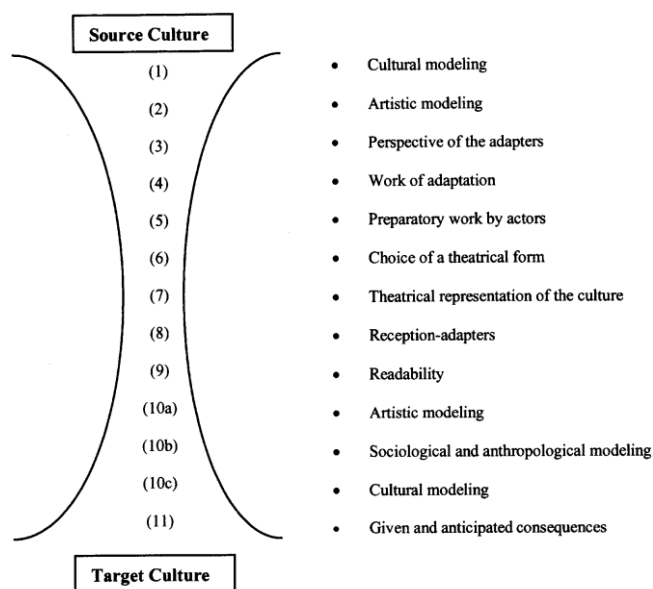 Source Culture
(1) • Cultural modeling
(2) • Artistic modeling
(3) • Perspective of the adapters
(4) • Work of adaptation
(5) • Preparatory work by actors
(6) • Choice of a theatrical form
(7) • Theatrical representation of the culture
(8) • Reception-adapters
(9) • Readability
(10a) • Artistic modeling
(10b) • Sociological and anthropological modeling
(10c) • Cultural modeling
(11) • Given and anticipated consequences
Target Culture